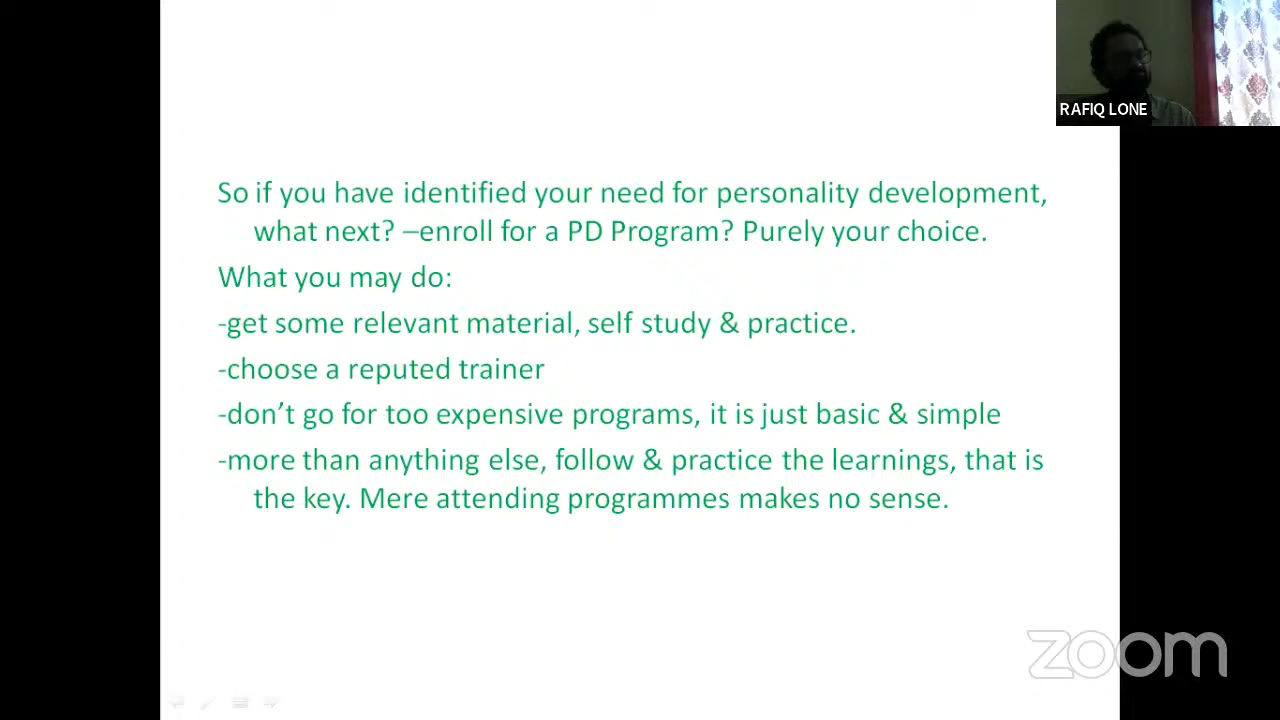 RAFIQ LONE
So if you have identified your need for personality development,
what next? –enroll for a PD Program? Purely your choice.
What you may do:
-get some relevant material, self study & practice.
-choose a reputed trainer
-don’t go for too expensive programs, it is just basic & simple
-more than anything else, follow & practice the learnings, that is
the key. Mere attending programmes makes no sense.
zoom